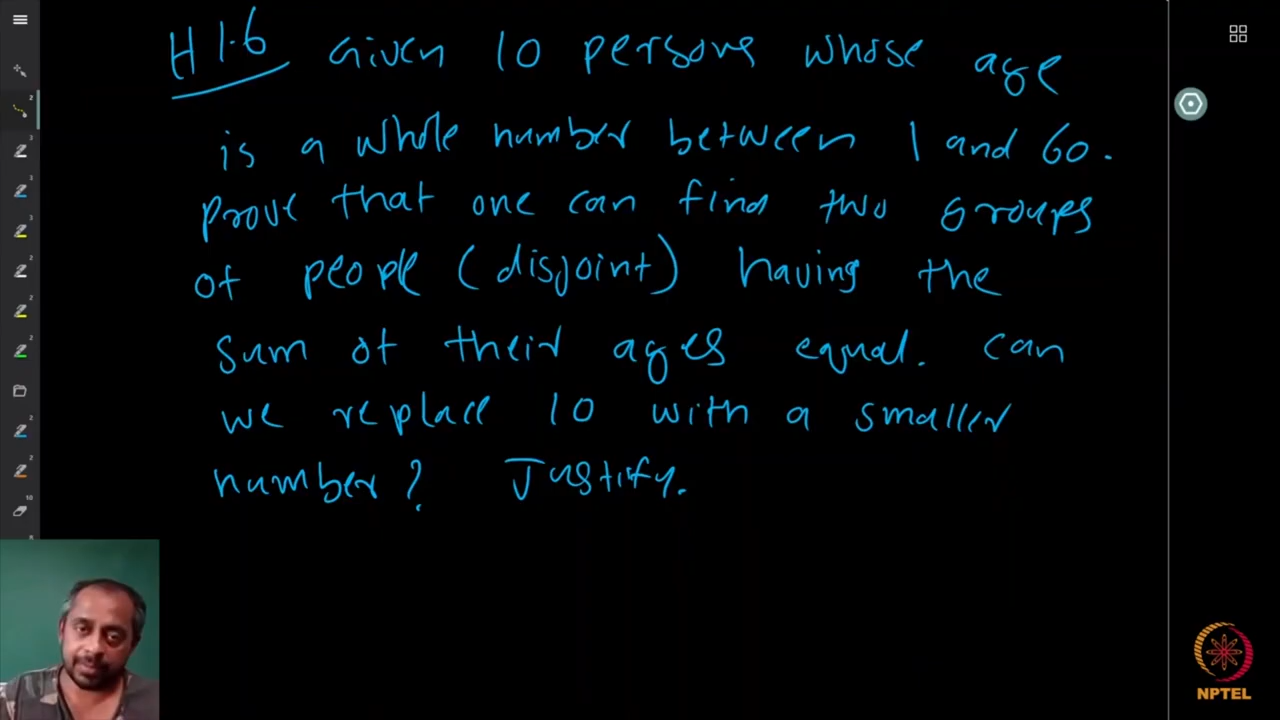 H 1.6 Given 10 persons whose age
is a whole number between 1 and 60.
Prove that one can find two groups
of people (disjoint) having the
sum of their ages equal. Can
we replace 10 with a smaller
number? Justify.
NPTEL